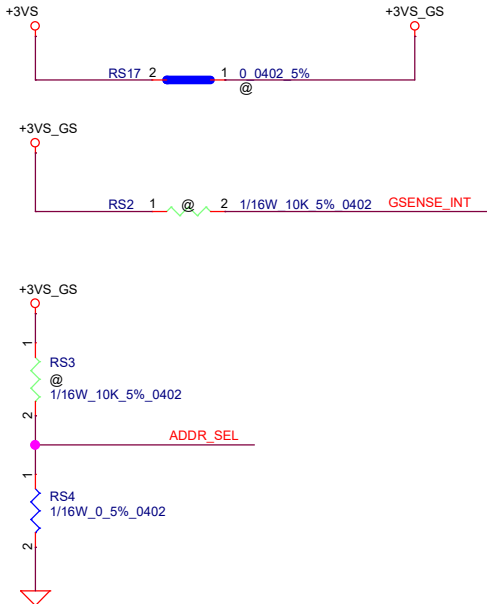 +3VS
+3VS_GS
RS17 2 1 0_0402_5%
@
+3VS_GS
RS2 1 @ 2 1/16W_10K_5%_0402 GSENSE_INT
+3VS_GS
1
RS3
@
1/16W_10K_5%_0402
2
ADDR_SEL
1
RS4
1/16W_0_5%_0402
2